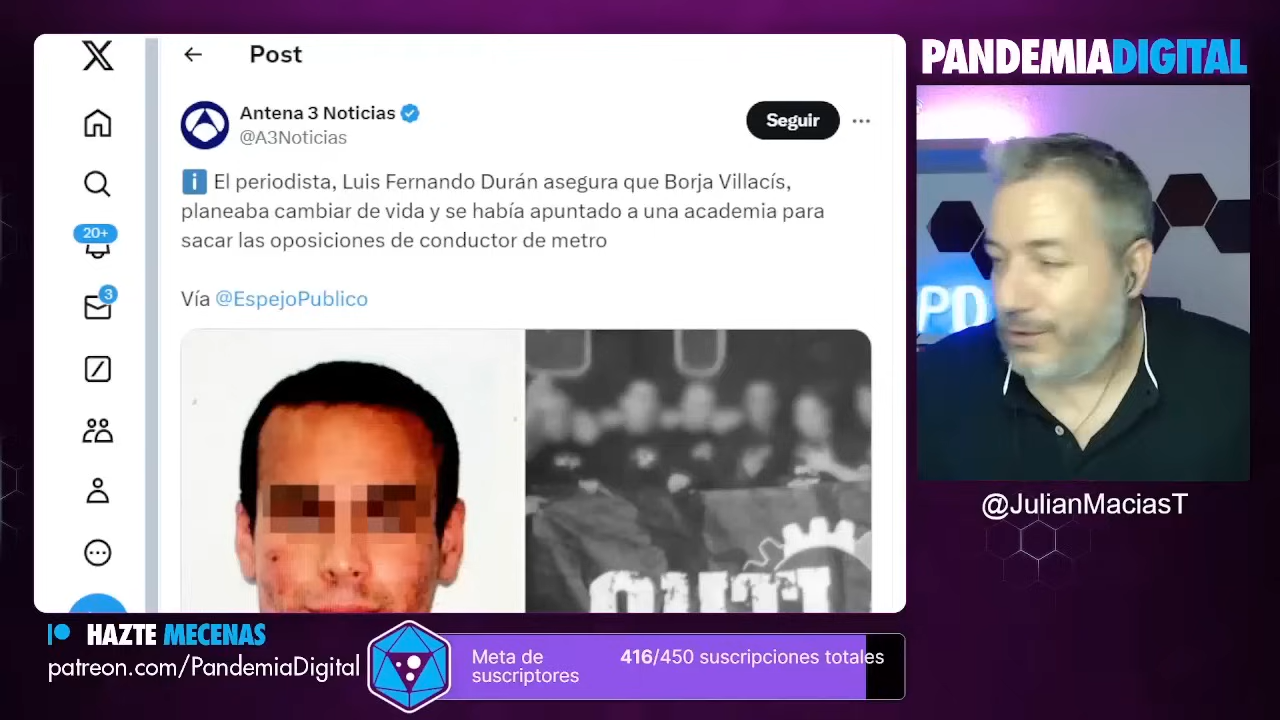 Post
PANDEMIADIGITAL
Antena 3 Noticias
@A3Noticias
Seguir
El periodista, Luis Fernando Durán asegura que Borja Villacís,
planeaba cambiar de vida y se había apuntado a una academia para
sacar las oposiciones de conductor de metro
Vía @EspejoPublico
20+
3
PD
@JulianMaciasT
HAZTE MECENAS
patreon.com/PandemiaDigital
Meta de
suscriptores
416/450 suscripciones totales